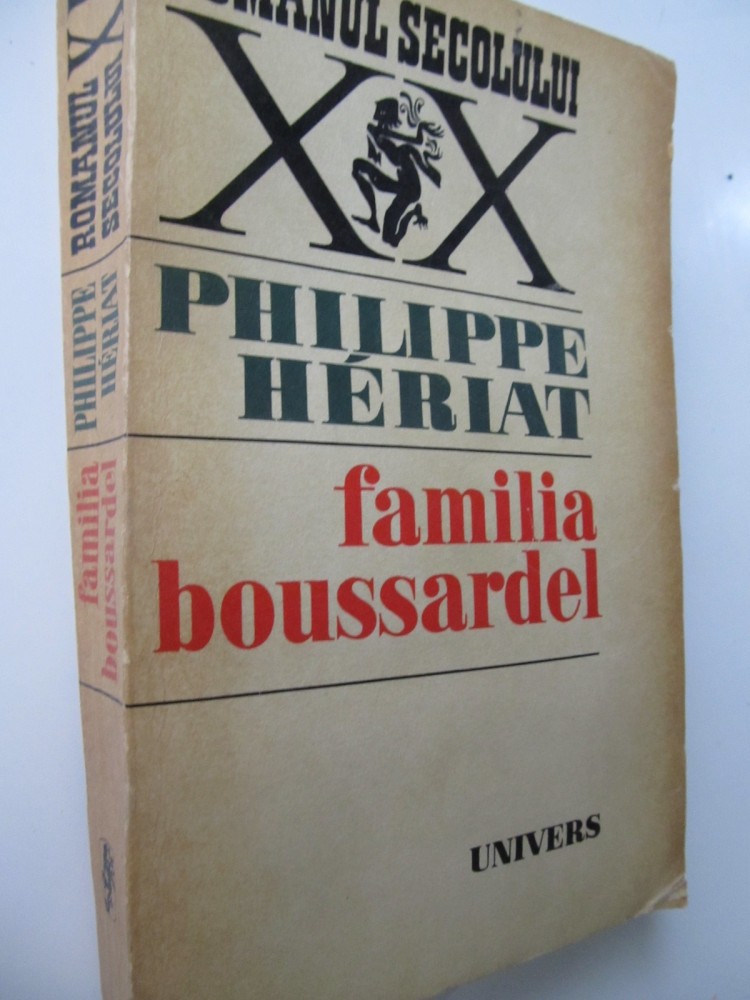 ROMANUL SECOLULUI
XX
PHILIPPE
HÉRIAT
familia
boussardel
UNIVERS
ROMANUL
SECOLULUI
XX
PHILIPPE
HÉRIAT
familia
boussardel